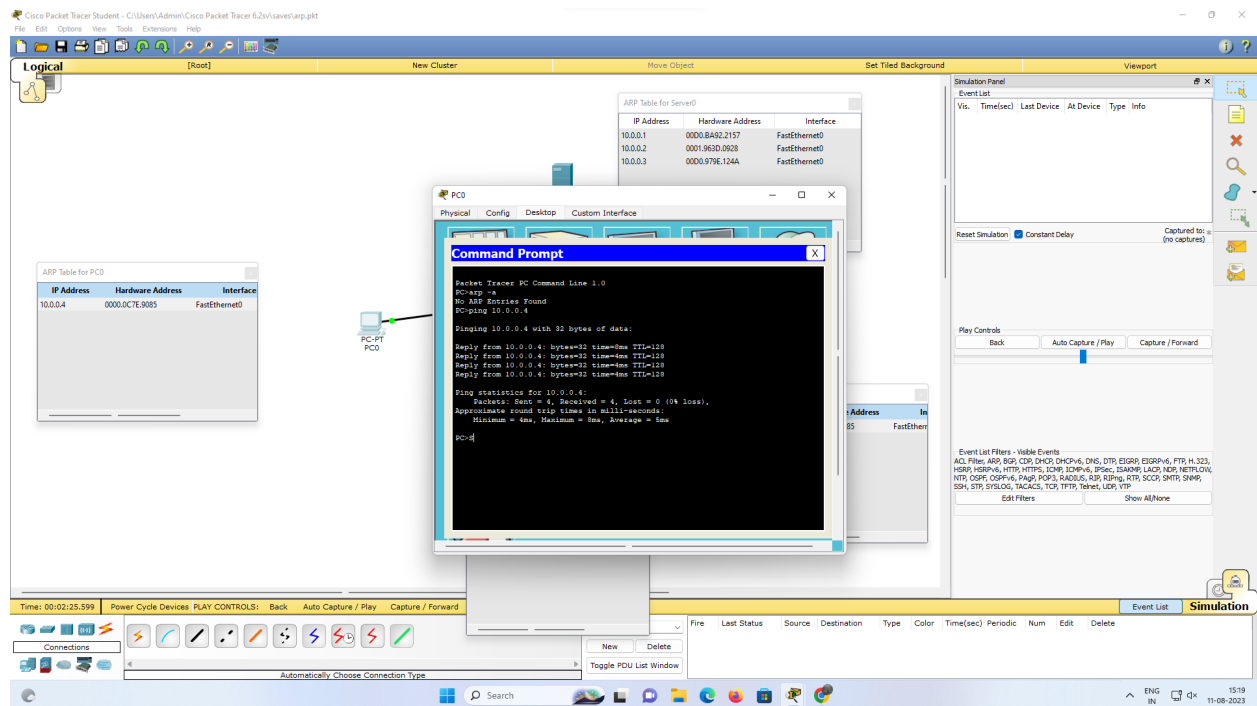 Cisco Packet Tracer Student - C:\Users\Admin\Cisco Packet Tracer 6.2sv\saves\arp.pkt
File Edit Options View Tools Extensions Help
Logical [Root] New Cluster Move Object Set Tiled Background Viewport
ARP Table for Server0
IP Address Hardware Address Interface
10.0.0.1 00D0.BA92.2157 FastEthernet0
10.0.0.2 0001.963D.0928 FastEthernet0
10.0.0.3 00D0.979E.124A FastEthernet0
Simulation Panel
Event List
Vis. Time(sec) Last Device At Device Type Info
Reset Simulation Constant Delay Captured to:
(no captures)
Play Controls
Back Auto Capture / Play Capture / Forward
Event List Filters - Visible Events
ACL Filter, ARP, BGP, CDP, DHCP, DHCPv6, DNS, DTP, EIGRP, EIGRPv6, FTP, H.323,
HSRP, HSRPv6, HTTP, HTTPS, ICMP, ICMPv6, IPSec, ISAKMP, LACP, NDP, NETFLOW,
NTP, OSPF, OSPFv6, PAgP, POP3, RADIUS, RIP, RIPng, RTP, SCCP, SMTP, SNMP,
SSH, STP, SYSLOG, TACACS, TCP, TFTP, Telnet, UDP, VTP
Edit Filters Show All/None
ARP Table for PC0
IP Address Hardware Address Interface
10.0.0.4 0000.0C7E.9085 FastEthernet0
PC-PT
PC0
PC0
Physical Config Desktop Custom Interface
Command Prompt X
Packet Tracer PC Command Line 1.0
PC>arp -a
No ARP Entries Found
PC>ping 10.0.0.4
Pinging 10.0.0.4 with 32 bytes of data:
Reply from 10.0.0.4: bytes=32 time=8ms TTL=128
Reply from 10.0.0.4: bytes=32 time=4ms TTL=128
Reply from 10.0.0.4: bytes=32 time=4ms TTL=128
Reply from 10.0.0.4: bytes=32 time=4ms TTL=128
Ping statistics for 10.0.0.4:
Packets: Sent = 4, Received = 4, Lost = 0 (0% loss),
Approximate round trip times in milli-seconds:
Minimum = 4ms, Maximum = 8ms, Average = 5ms
PC>S
Address In
85 FastEthern
Time: 00:02:25.599 Power Cycle Devices PLAY CONTROLS: Back Auto Capture / Play Capture / Forward Event List Simulation
Connections
Automatically Choose Connection Type
New Delete
Toggle PDU List Window
Fire Last Status Source Destination Type Color Time(sec) Periodic Num Edit Delete
Search
ENG
IN
15:19
11-08-2023